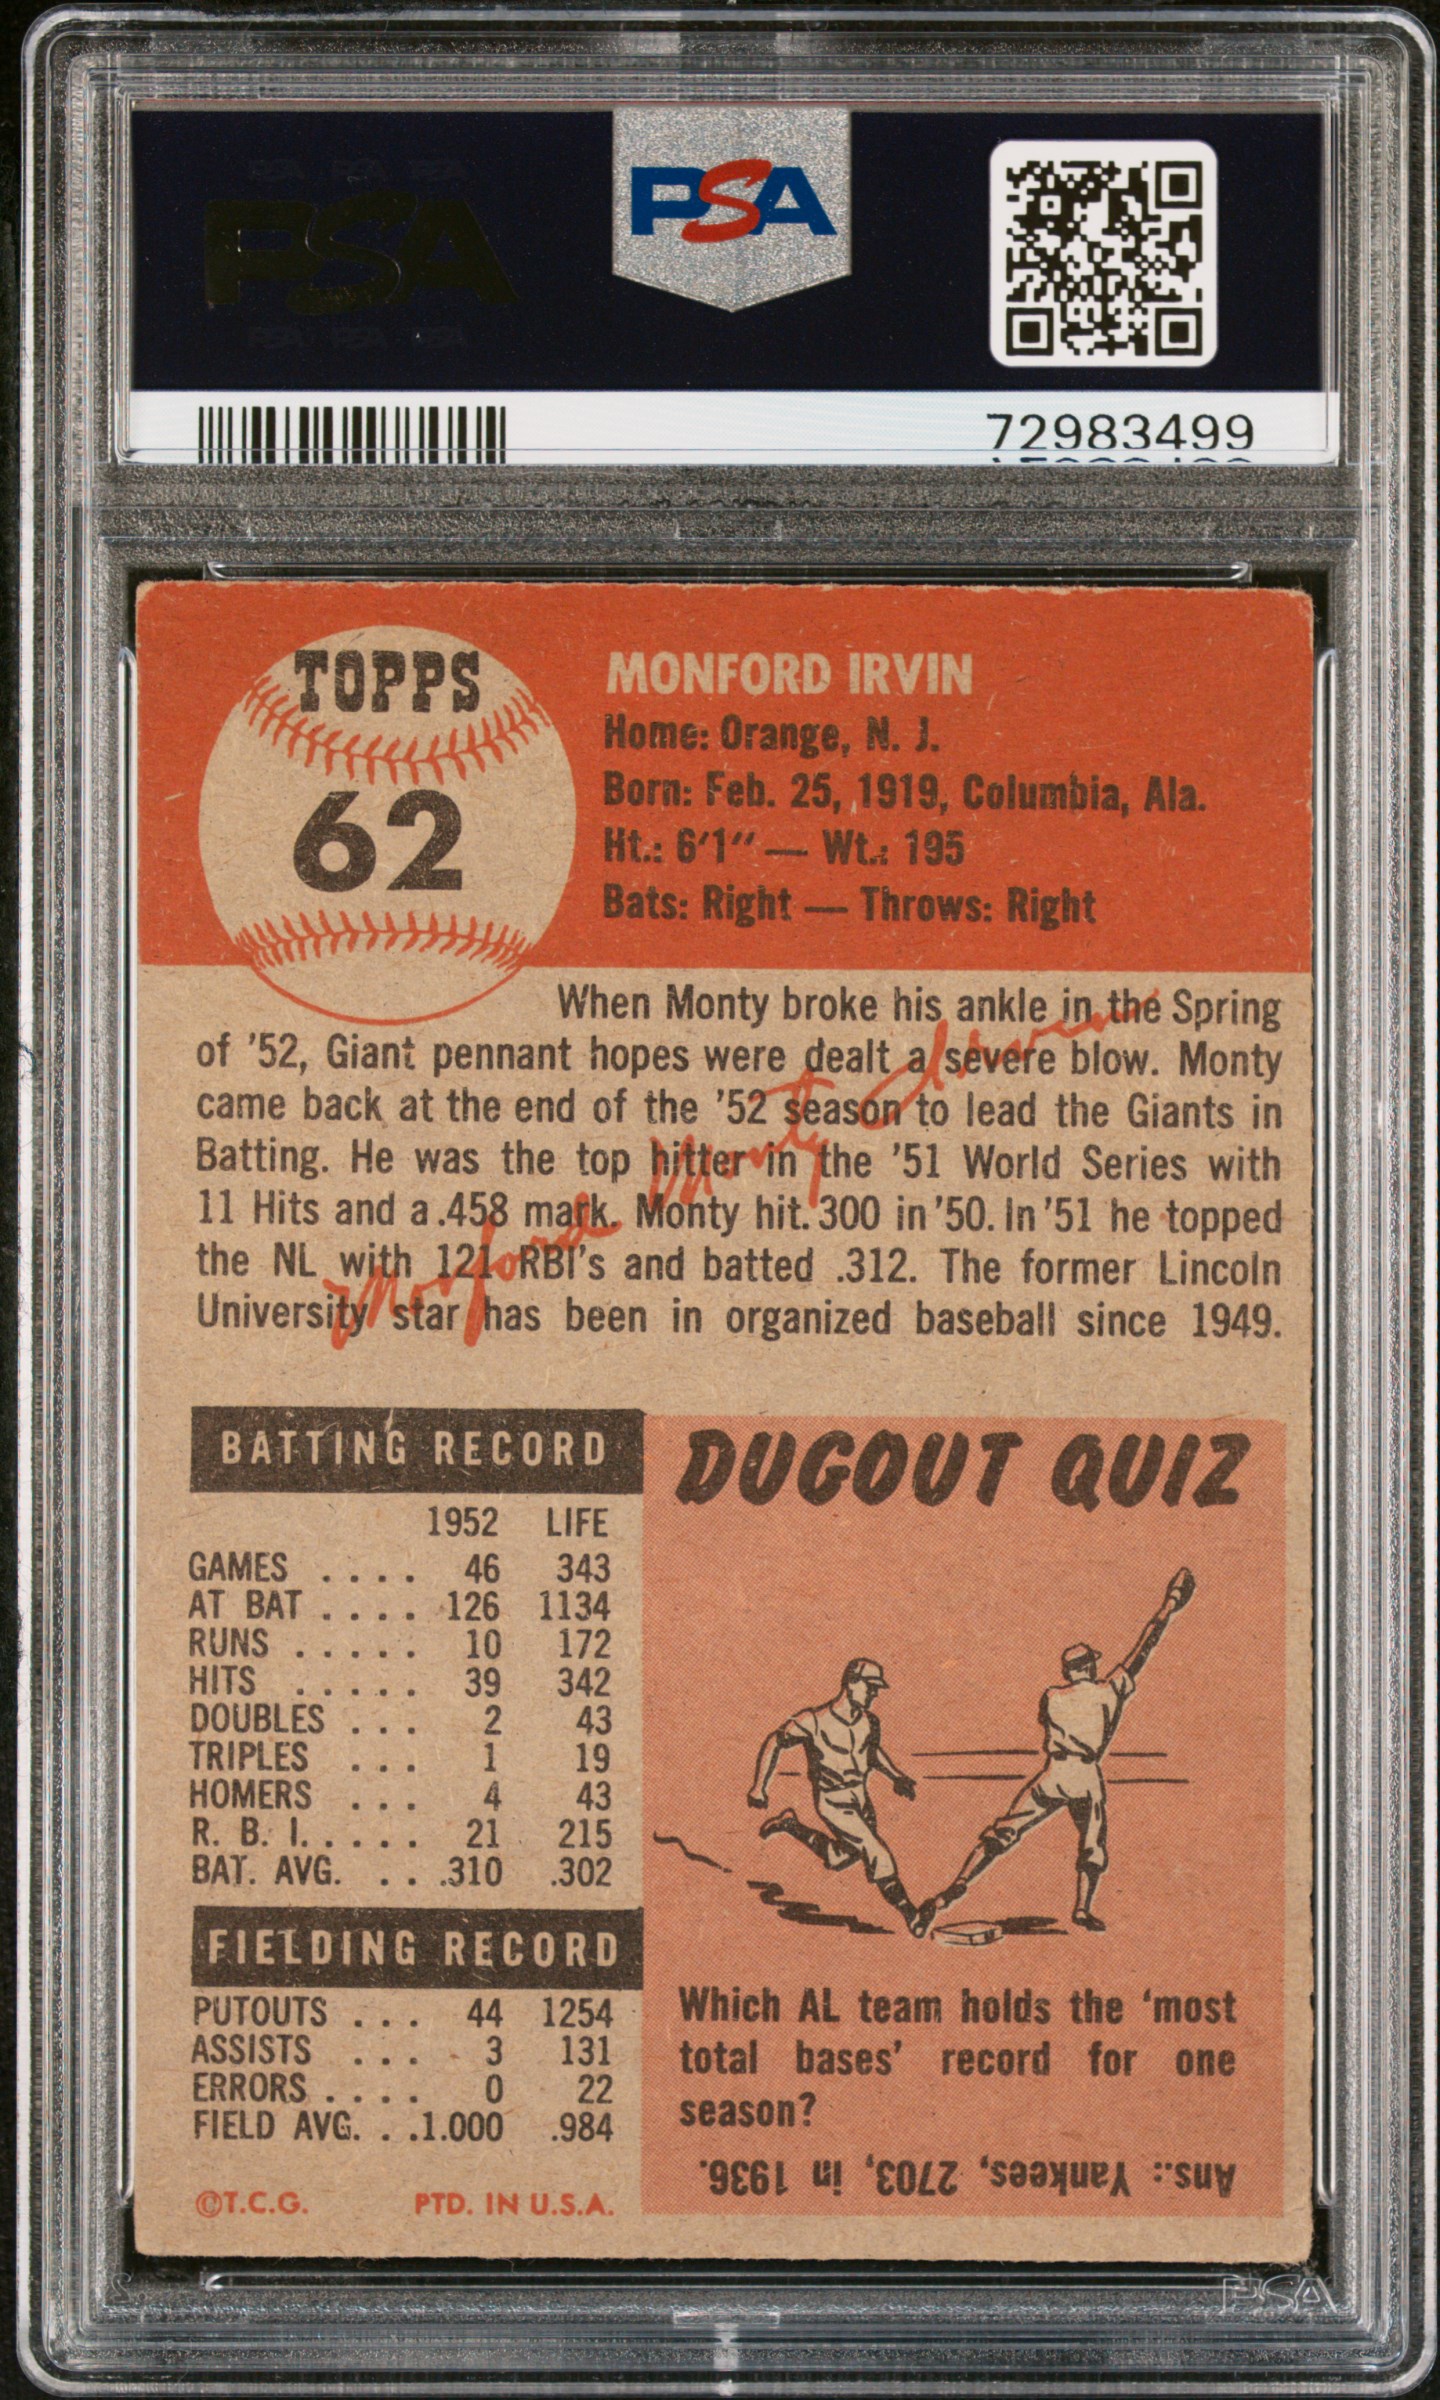 PSA
PSA
72983499
TOPPS
62
MONFORD IRVIN
Home: Orange, N. J.
Born: Feb. 25, 1919, Columbia, Ala.
Ht.: 6'1" — Wt.: 195
Bats: Right — Throws: Right
When Monty broke his ankle in the Spring
of '52, Giant pennant hopes were dealt a severe blow. Monty
came back at the end of the '52 season to lead the Giants in
Batting. He was the top hitter in the '51 World Series with
11 Hits and a .458 mark. Monty hit .300 in '50. In '51 he topped
the NL with 121 RBI's and batted .312. The former Lincoln
University star has been in organized baseball since 1949.
Monford Monty Irvin
BATTING RECORD
1952 LIFE
GAMES .... 46 343
AT BAT .... 126 1134
RUNS ..... 10 172
HITS ..... 39 342
DOUBLES ... 2 43
TRIPLES ... 1 19
HOMERS ... 4 43
R. B. I. .... 21 215
BAT. AVG. ... .310 .302
FIELDING RECORD
PUTOUTS ... 44 1254
ASSISTS ... 3 131
ERRORS .... 0 22
FIELD AVG. .. 1.000 .984
©T.C.G. PTD. IN U.S.A.
DUGOUT QUIZ
Which AL team holds the 'most
total bases' record for one
season?
Ans.: Yankees, 2703, in 1936.
PSA